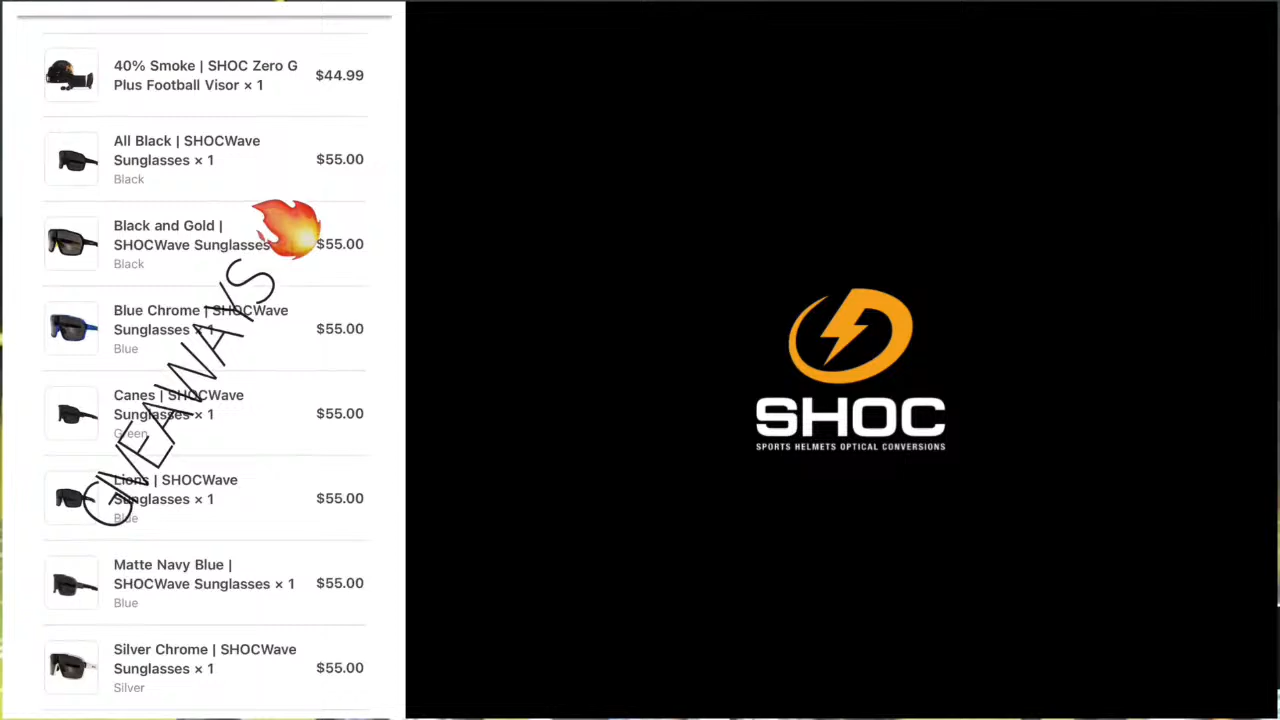 40% Smoke | SHOC Zero G
Plus Football Visor × 1
$44.99
All Black | SHOCWave
Sunglasses × 1
Black
$55.00
Black and Gold |
SHOCWave Sunglasses
Black
$55.00
Blue Chrome | SHOCWave
Sunglasses × 1
Blue
$55.00
Canes | SHOCWave
Sunglasses × 1
Green
$55.00
Lions | SHOCWave
Sunglasses × 1
Blue
$55.00
Matte Navy Blue |
SHOCWave Sunglasses × 1
Blue
$55.00
Silver Chrome | SHOCWave
Sunglasses × 1
Silver
$55.00
GIVEAWAYS
SHOC
SPORTS HELMETS OPTICAL CONVERSIONS